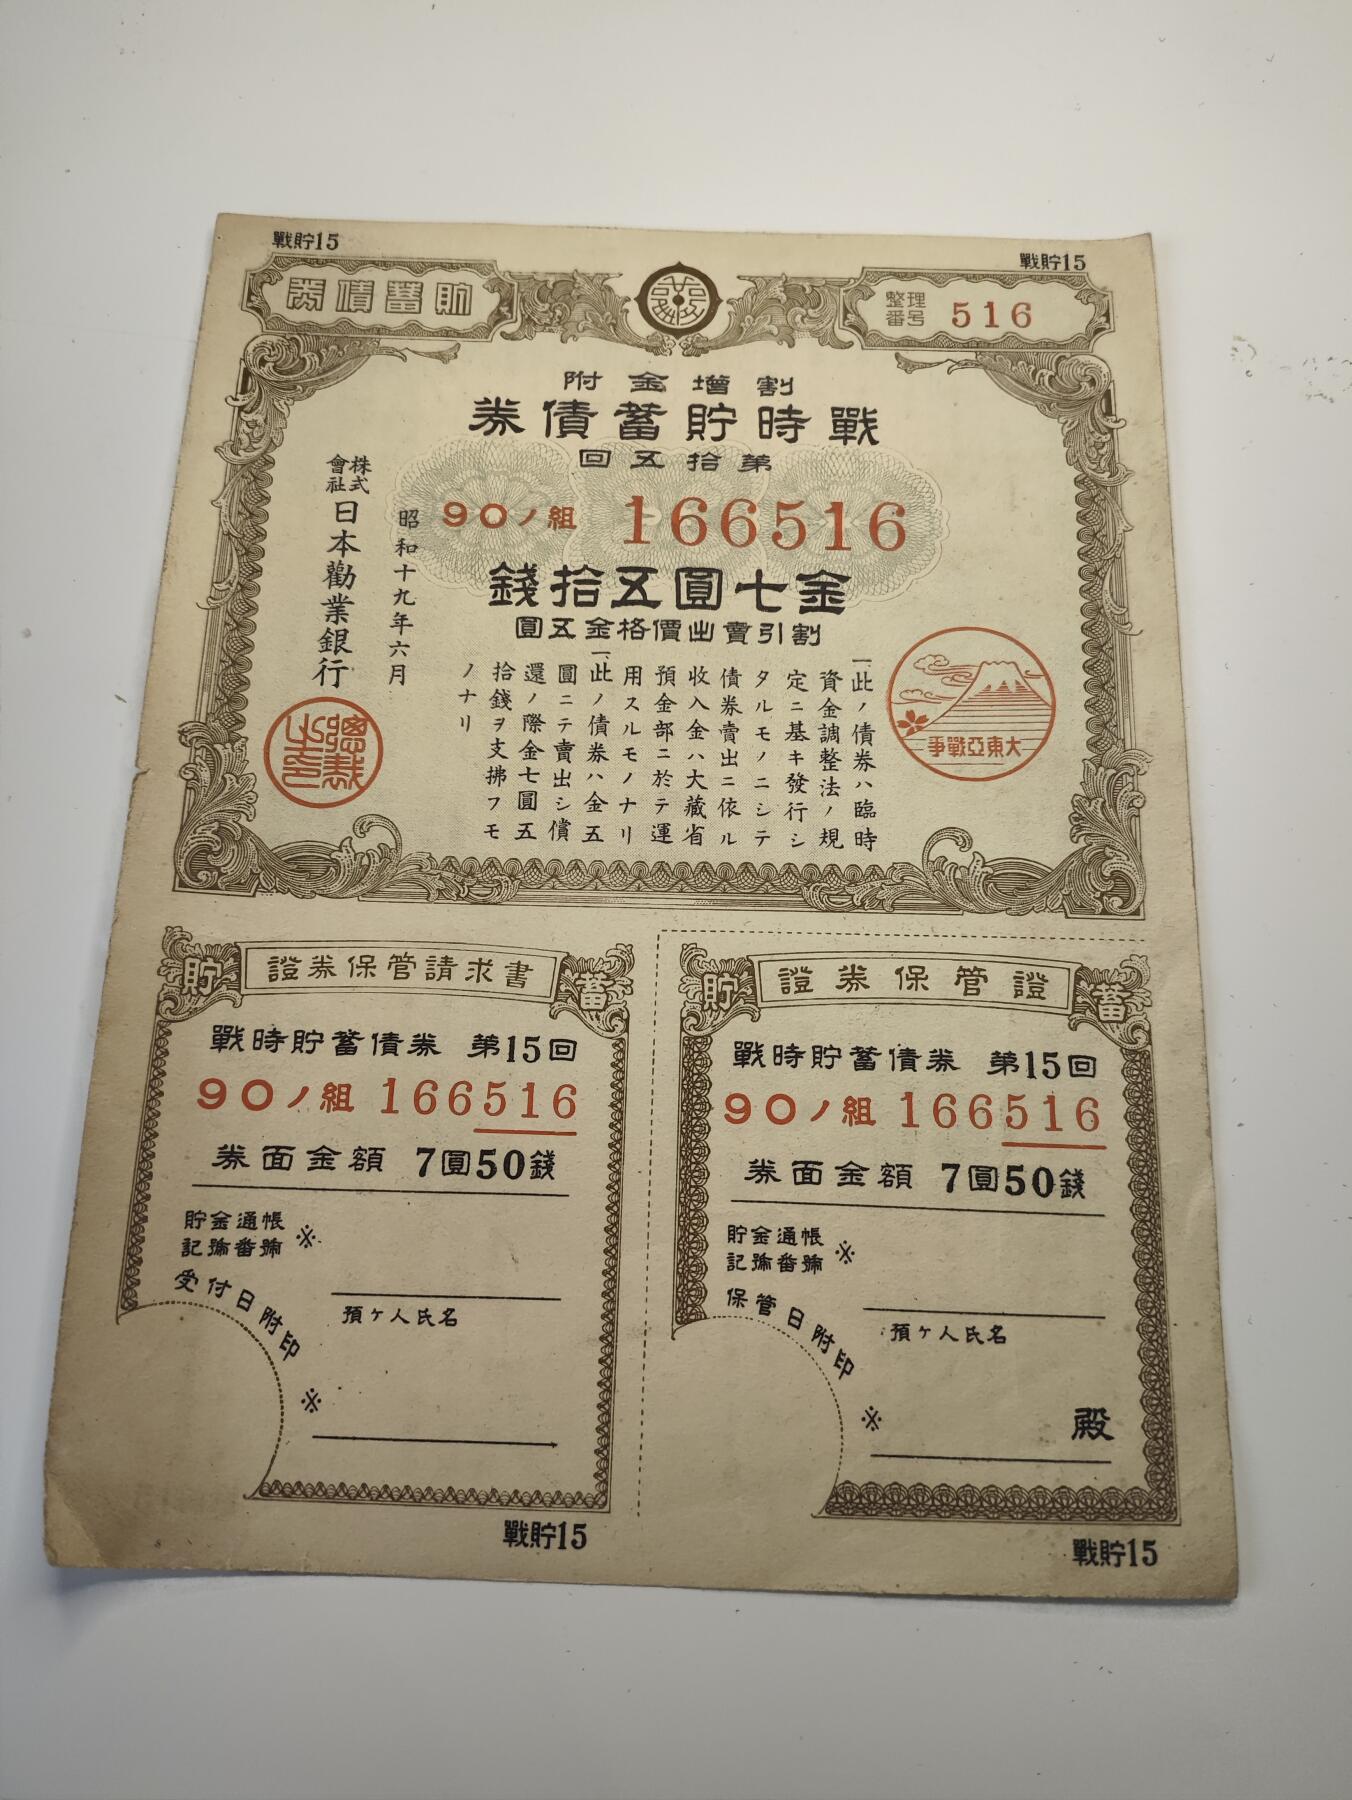 戰貯15
戰貯15
貯蓄債券
整理番号 516
割增金附
戰時貯蓄債券
第拾五回
90ノ組 166516
金七圓五拾錢
割引賣出價格金五圓
大東亞戰爭
一、此ノ債券ハ臨時
資金調整法ノ規
定ニ基キ發行シ
タルモノニシテ
債券賣出ニ依ル
收入金ハ大藏省
預金部ニ於テ運
用スルモノナリ
一、此ノ債券ハ金五
圓ニテ賣出シ償
還ノ際金七圓五
拾錢ヲ支拂フモ
ノナリ
昭和十九年六月
株式會社日本勸業銀行
總裁之印
貯 證券保管請求書 蓄
戰時貯蓄債券 第15回
90ノ組 166516
券面金額 7圓50錢
貯金通帳
記號番號 ※
預ケ人氏名
受付日附印
※
戰貯15
貯 證券保管證 蓄
戰時貯蓄債券 第15回
90ノ組 166516
券面金額 7圓50錢
貯金通帳
記號番號 ※
預ケ人氏名
保管日附印
※
殿
戰貯15